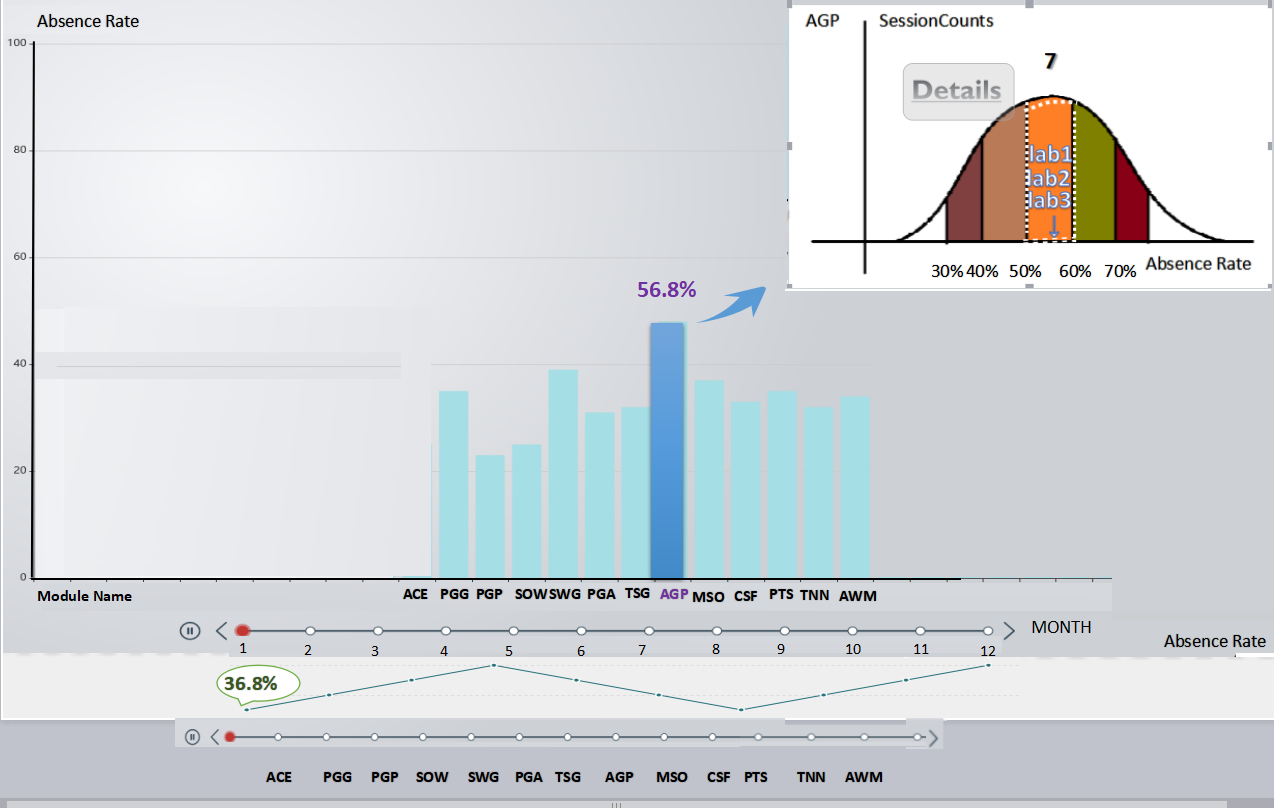 Absence Rate
100
80
60
40
20
0
AGP SessionCounts
7
Details
lab1
lab2
lab3
30% 40% 50% 60% 70% Absence Rate
56.8%
Module Name ACE PGG PGP SOW SWG PGA TSG AGP MSO CSF PTS TNN AWM
MONTH
1 2 3 4 5 6 7 8 9 10 11 12
Absence Rate
36.8%
ACE PGG PGP SOW SWG PGA TSG AGP MSO CSF PTS TNN AWM